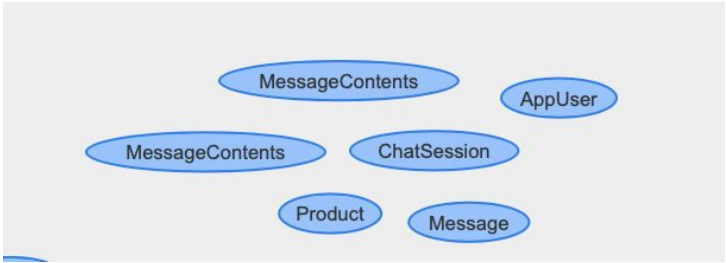 MessageContents
AppUser
MessageContents
ChatSession
Product
Message